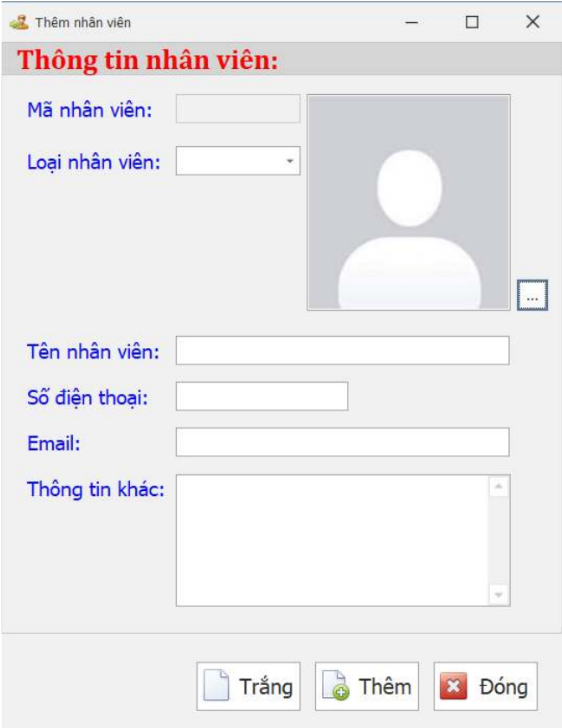 Thêm nhân viên
Thông tin nhân viên:
Mã nhân viên:
Loại nhân viên:
...
Tên nhân viên:
Số điện thoại:
Email:
Thông tin khác:
Trắng
Thêm
Đóng